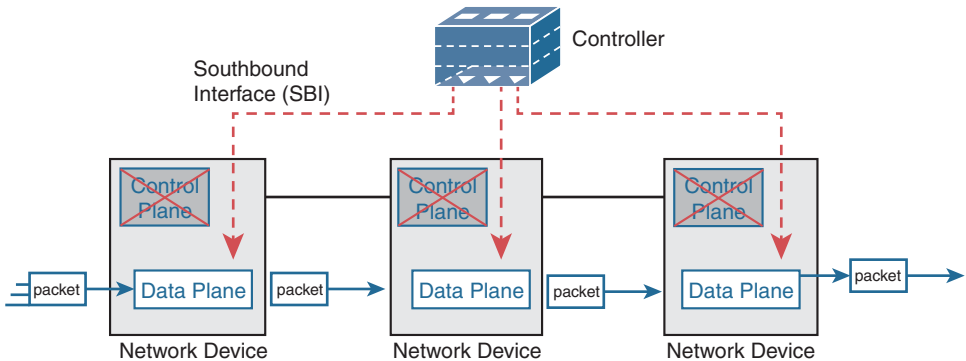 Controller
Southbound
Interface (SBI)
Control
Plane
Control
Plane
Control
Plane
packet
Data Plane
packet
Data Plane
packet
Data Plane
packet
Network Device
Network Device
Network Device